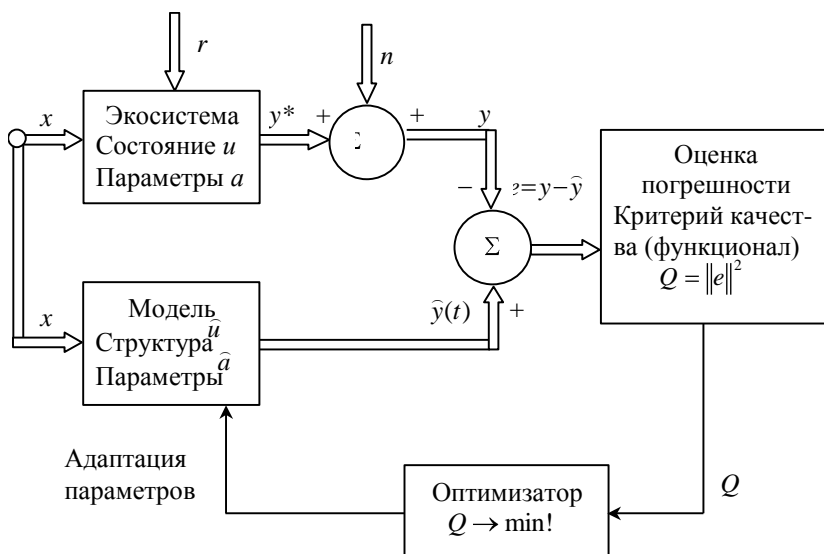 r
n
x
Экосистема
Состояние u
Параметры a
y*
+
+
y
−
=y−ŷ
Σ
Оценка
погрешности
Критерий качест-
ва (функционал)
Q = ||e||²
x
Модель
Структура û
Параметры â
ŷ(t)
+
Адаптация
параметров
Оптимизатор
Q → min!
Q